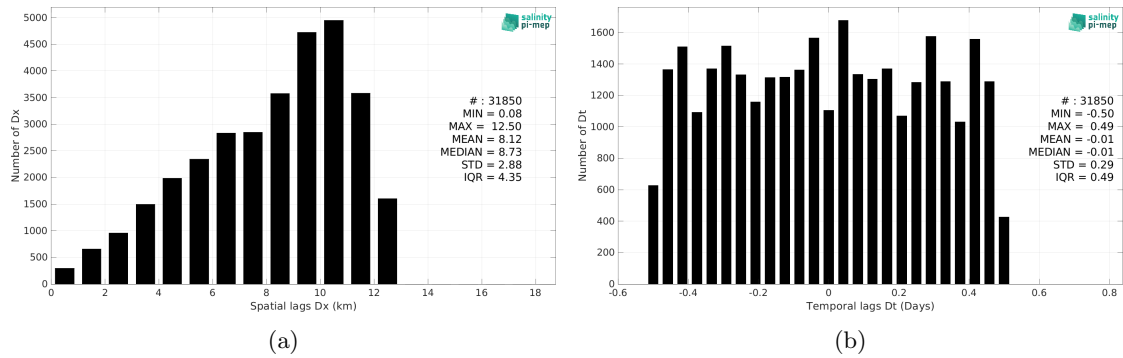 salinity
pi-mep
5000
4500
4000
3500
3000
2500
2000
1500
1000
500
0
Number of Dx
# : 31850
MIN = 0.08
MAX = 12.50
MEAN = 8.12
MEDIAN = 8.73
STD = 2.88
IQR = 4.35
0 2 4 6 8 10 12 14 16 18
Spatial lags Dx (km)
(a)
salinity
pi-mep
1600
1400
1200
1000
800
600
400
200
0
Number of Dt
# : 31850
MIN = -0.50
MAX = 0.49
MEAN = -0.01
MEDIAN = -0.01
STD = 0.29
IQR = 0.49
-0.6 -0.4 -0.2 0 0.2 0.4 0.6 0.8
Temporal lags Dt (Days)
(b)